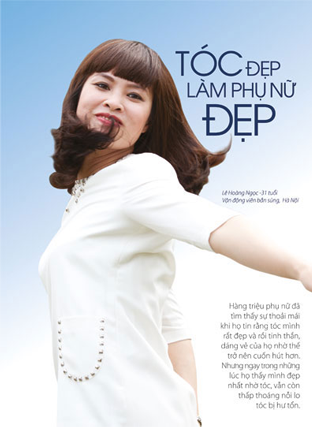 TÓC ĐẸP
LÀM PHỤ NỮ
ĐẸP
Lê Hoàng Ngọc -31 tuổi
Vận động viên bắn súng, Hà Nội
Hàng triệu phụ nữ đã
tìm thấy sự thoải mái
khi họ tin rằng tóc mình
rất đẹp và rồi tinh thần,
dáng vẻ của họ nhờ thế
trở nên cuốn hút hơn.
Nhưng ngay trong những
lúc họ thấy mình đẹp
nhất nhờ tóc, vẫn còn
thấp thoáng nỗi lo
tóc bị hư tổn.